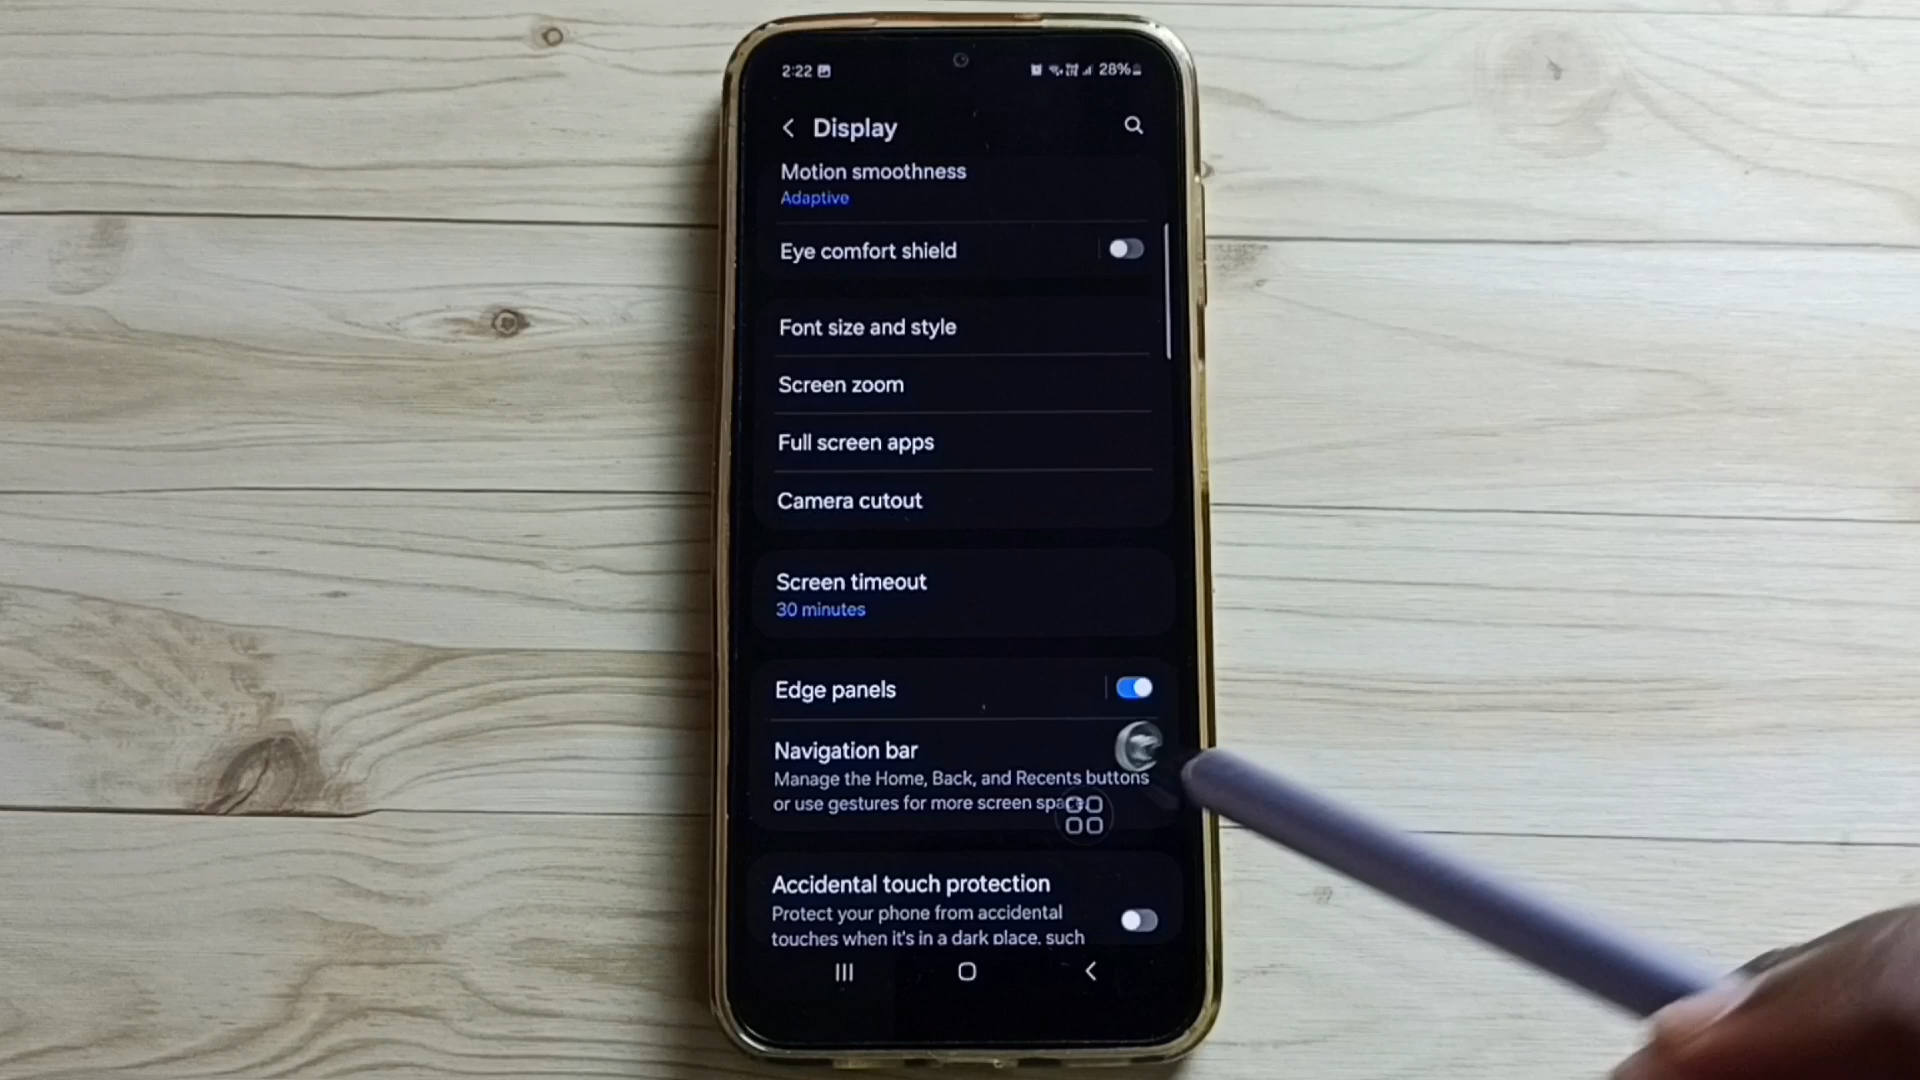 2:22 28%
Display
Motion smoothness
Adaptive
Eye comfort shield
Font size and style
Screen zoom
Full screen apps
Camera cutout
Screen timeout
30 minutes
Edge panels
Navigation bar
Manage the Home, Back, and Recents buttons
or use gestures for more screen space.
Accidental touch protection
Protect your phone from accidental
touches when it's in a dark place, such